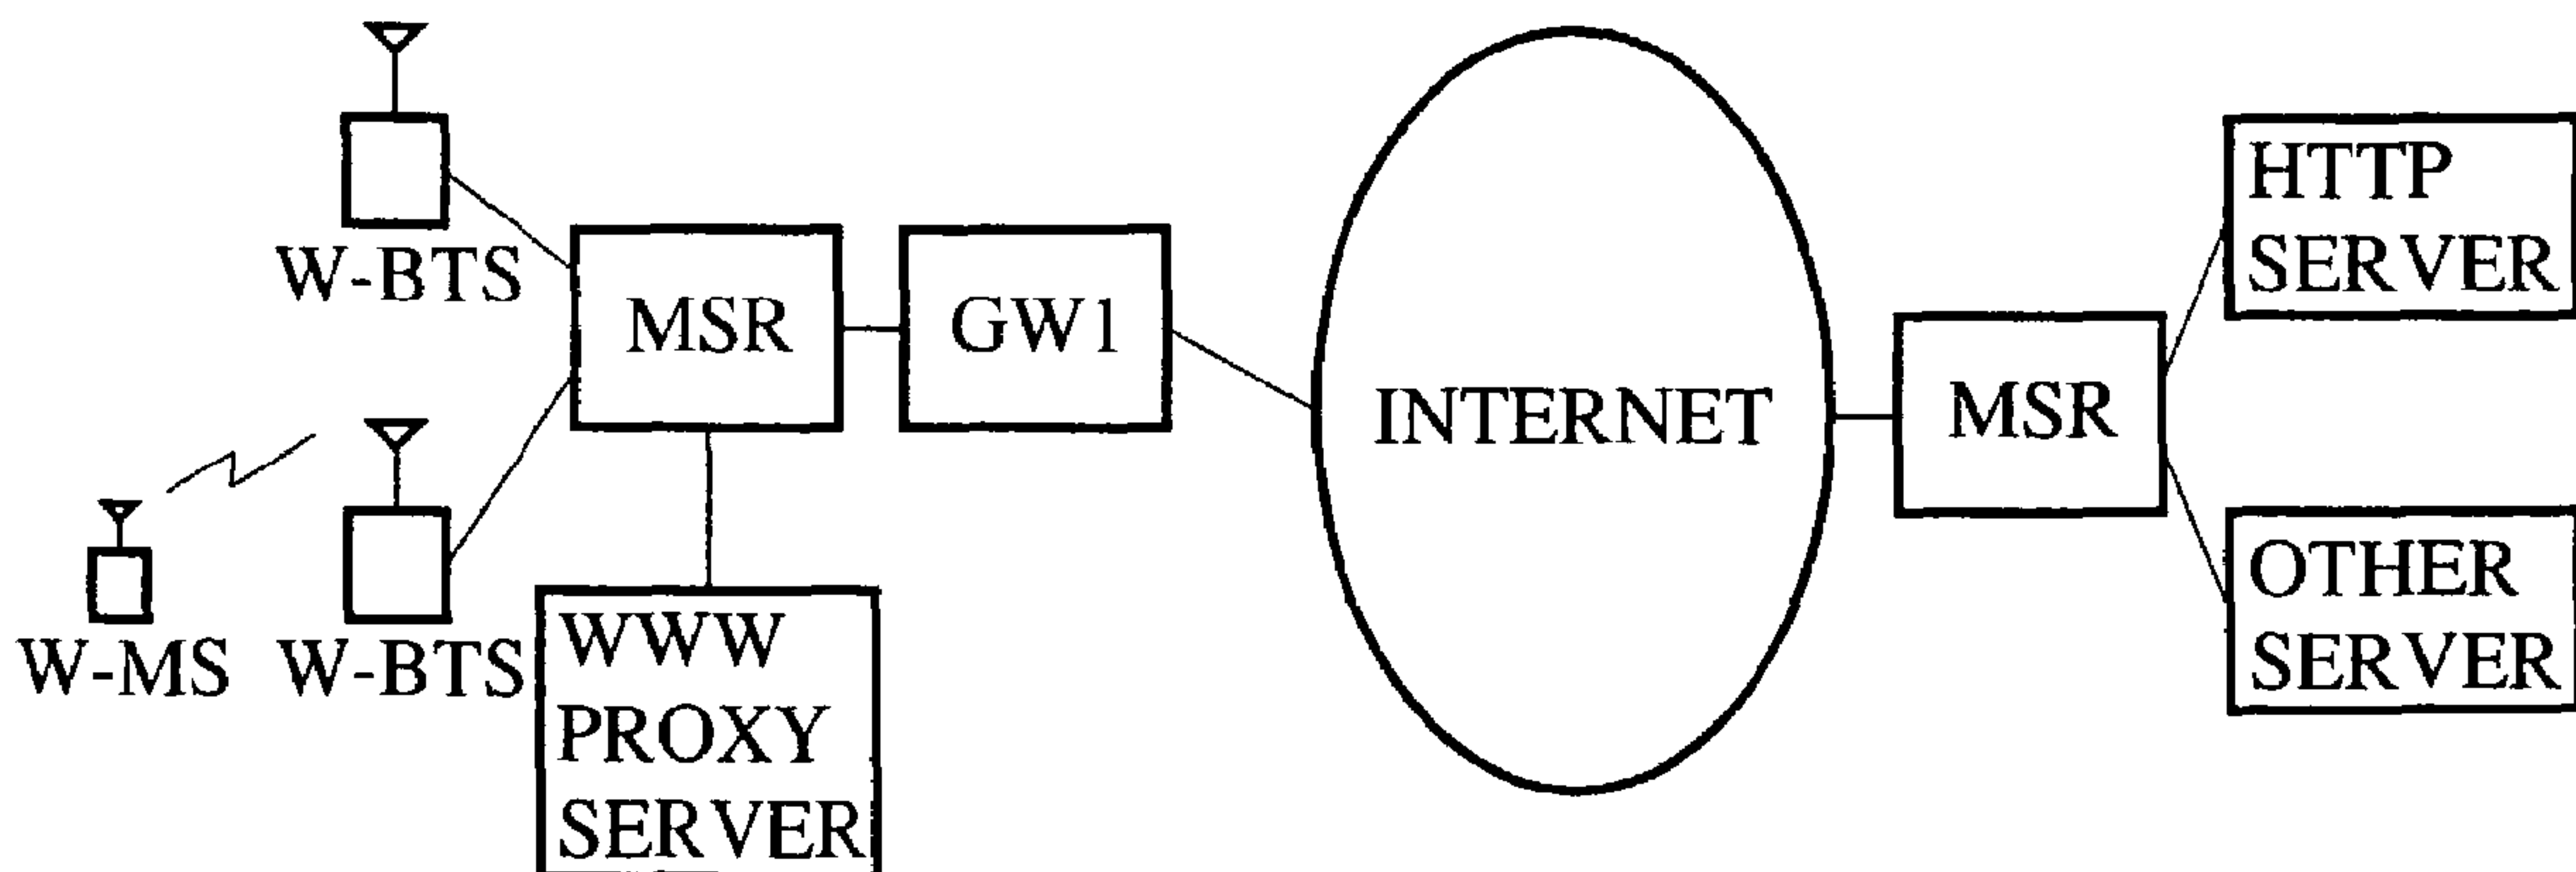 W-BTS
MSR
GW1
W-MS
W-BTS
WWW
PROXY
SERVER
INTERNET
MSR
HTTP
SERVER
OTHER
SERVER